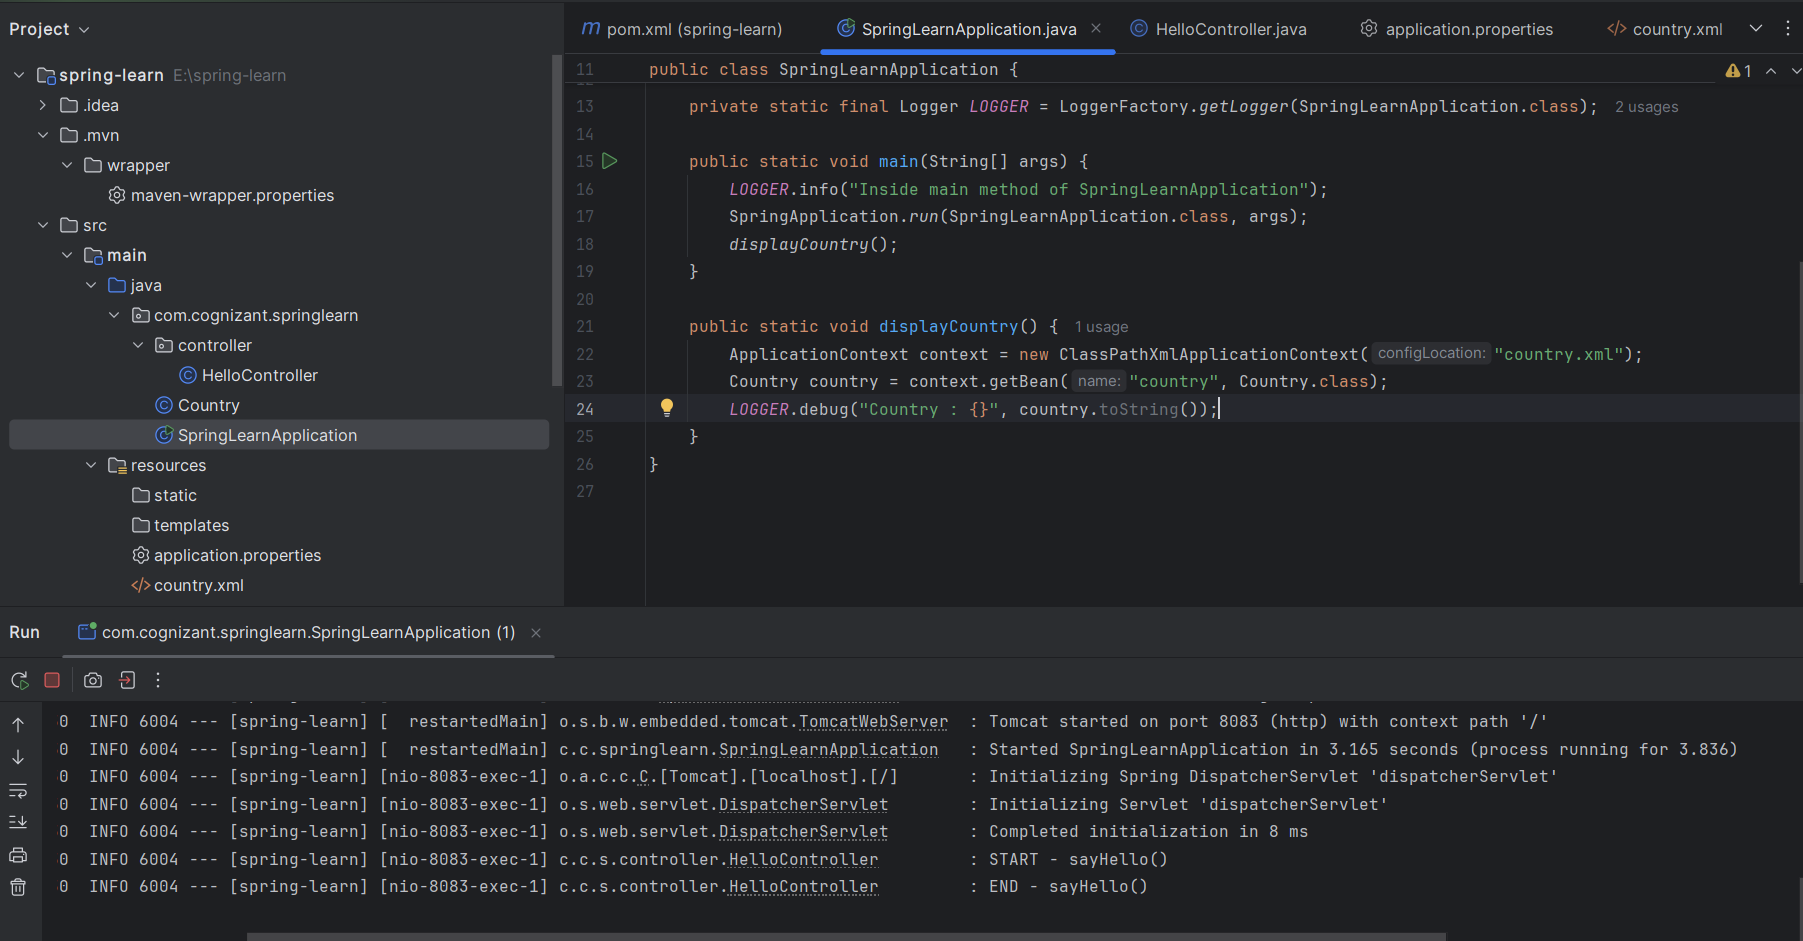 Project
spring-learn E:\spring-learn
.idea
.mvn
wrapper
maven-wrapper.properties
src
main
java
com.cognizant.springlearn
controller
HelloController
Country
SpringLearnApplication
resources
static
templates
application.properties
country.xml
m pom.xml (spring-learn) SpringLearnApplication.java HelloController.java application.properties country.xml
11 public class SpringLearnApplication { 1
13 private static final Logger LOGGER = LoggerFactory.getLogger(SpringLearnApplication.class); 2 usages
14
15 public static void main(String[] args) {
16 LOGGER.info("Inside main method of SpringLearnApplication");
17 SpringApplication.run(SpringLearnApplication.class, args);
18 displayCountry();
19 }
20
21 public static void displayCountry() { 1 usage
22 ApplicationContext context = new ClassPathXmlApplicationContext( configLocation: "country.xml");
23 Country country = context.getBean( name: "country", Country.class);
24 LOGGER.debug("Country : {}", country.toString());
25 }
26 }
27
Run com.cognizant.springlearn.SpringLearnApplication (1)
0 INFO 6004 --- [spring-learn] [  restartedMain] o.s.b.w.embedded.tomcat.TomcatWebServer : Tomcat started on port 8083 (http) with context path '/'
0 INFO 6004 --- [spring-learn] [  restartedMain] c.c.springlearn.SpringLearnApplication : Started SpringLearnApplication in 3.165 seconds (process running for 3.836)
0 INFO 6004 --- [spring-learn] [nio-8083-exec-1] o.a.c.c.C.[Tomcat].[localhost].[/] : Initializing Spring DispatcherServlet 'dispatcherServlet'
0 INFO 6004 --- [spring-learn] [nio-8083-exec-1] o.s.web.servlet.DispatcherServlet : Initializing Servlet 'dispatcherServlet'
0 INFO 6004 --- [spring-learn] [nio-8083-exec-1] o.s.web.servlet.DispatcherServlet : Completed initialization in 8 ms
0 INFO 6004 --- [spring-learn] [nio-8083-exec-1] c.c.s.controller.HelloController : START - sayHello()
0 INFO 6004 --- [spring-learn] [nio-8083-exec-1] c.c.s.controller.HelloController : END - sayHello()